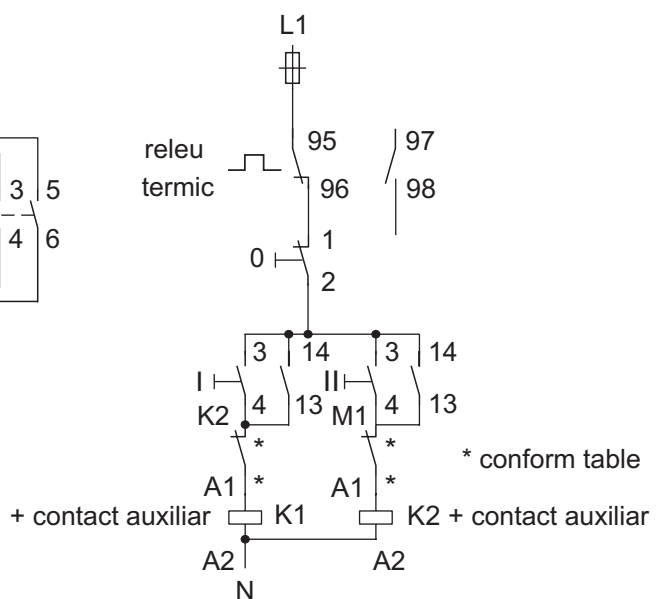 L1
releu
termic
95
97
96
98
3 5
4 6
1
0
2
3 14 3 14
I
II
4 13 4 13
K2
M1
*
*
* conform table
A1 *
A1 *
+ contact auxiliar
K1
K2 + contact auxiliar
A2
A2
N